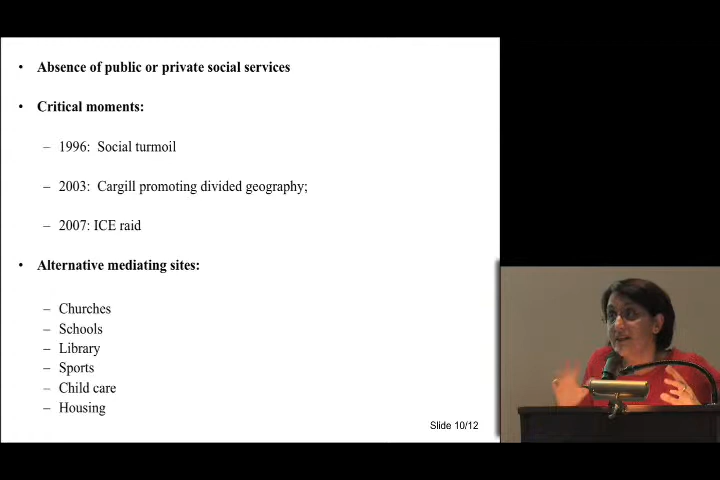 • Absence of public or private social services
• Critical moments:
– 1996: Social turmoil
– 2003: Cargill promoting divided geography;
– 2007: ICE raid
• Alternative mediating sites:
– Churches
– Schools
– Library
– Sports
– Child care
– Housing
Slide 10/12